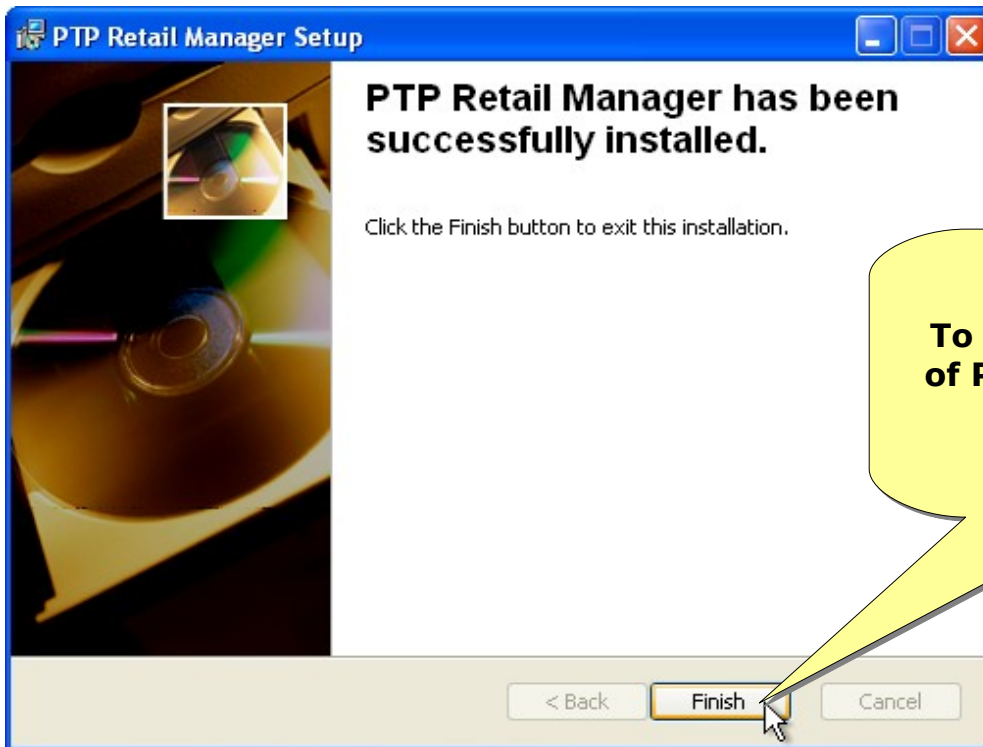 PTP Retail Manager Setup
PTP Retail Manager has been
successfully installed.
Click the Finish button to exit this installation.
To
of P
< Back
Finish
Cancel